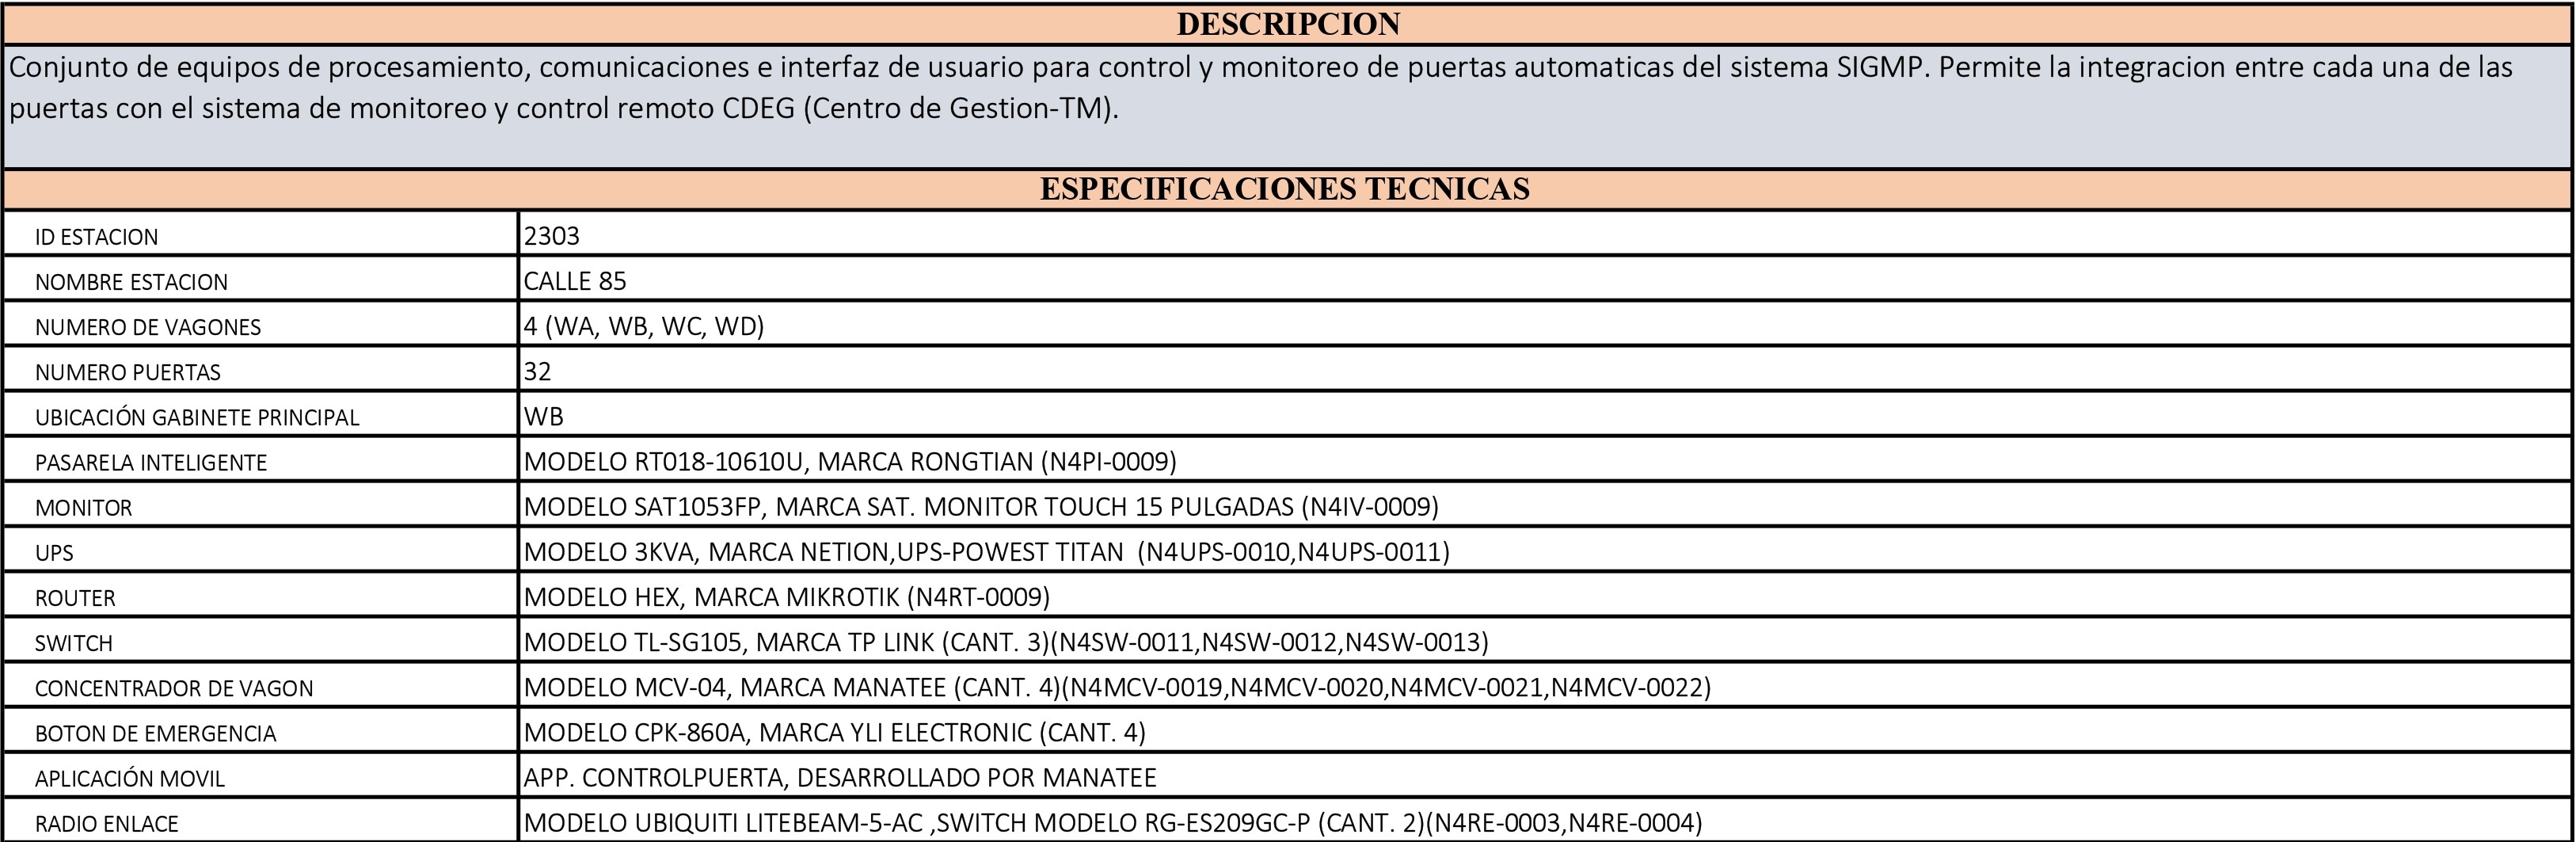 DESCRIPCION
Conjunto de equipos de procesamiento, comunicaciones e interfaz de usuario para control y monitoreo de puertas automaticas del sistema SIGMP. Permite la integracion entre cada una de las
puertas con el sistema de monitoreo y control remoto CDEG (Centro de Gestion-TM).
ESPECIFICACIONES TECNICAS
ID ESTACION 2303
NOMBRE ESTACION CALLE 85
NUMERO DE VAGONES 4 (WA, WB, WC, WD)
NUMERO PUERTAS 32
UBICACIÓN GABINETE PRINCIPAL WB
PASARELA INTELIGENTE MODELO RT018-10610U, MARCA RONGTIAN (N4PI-0009)
MONITOR MODELO SAT1053FP, MARCA SAT. MONITOR TOUCH 15 PULGADAS (N4IV-0009)
UPS MODELO 3KVA, MARCA NETION,UPS-POWEST TITAN  (N4UPS-0010,N4UPS-0011)
ROUTER MODELO HEX, MARCA MIKROTIK (N4RT-0009)
SWITCH MODELO TL-SG105, MARCA TP LINK (CANT. 3)(N4SW-0011,N4SW-0012,N4SW-0013)
CONCENTRADOR DE VAGON MODELO MCV-04, MARCA MANATEE (CANT. 4)(N4MCV-0019,N4MCV-0020,N4MCV-0021,N4MCV-0022)
BOTON DE EMERGENCIA MODELO CPK-860A, MARCA YLI ELECTRONIC (CANT. 4)
APLICACIÓN MOVIL APP. CONTROLPUERTA, DESARROLLADO POR MANATEE
RADIO ENLACE MODELO UBIQUITI LITEBEAM-5-AC ,SWITCH MODELO RG-ES209GC-P (CANT. 2)(N4RE-0003,N4RE-0004)